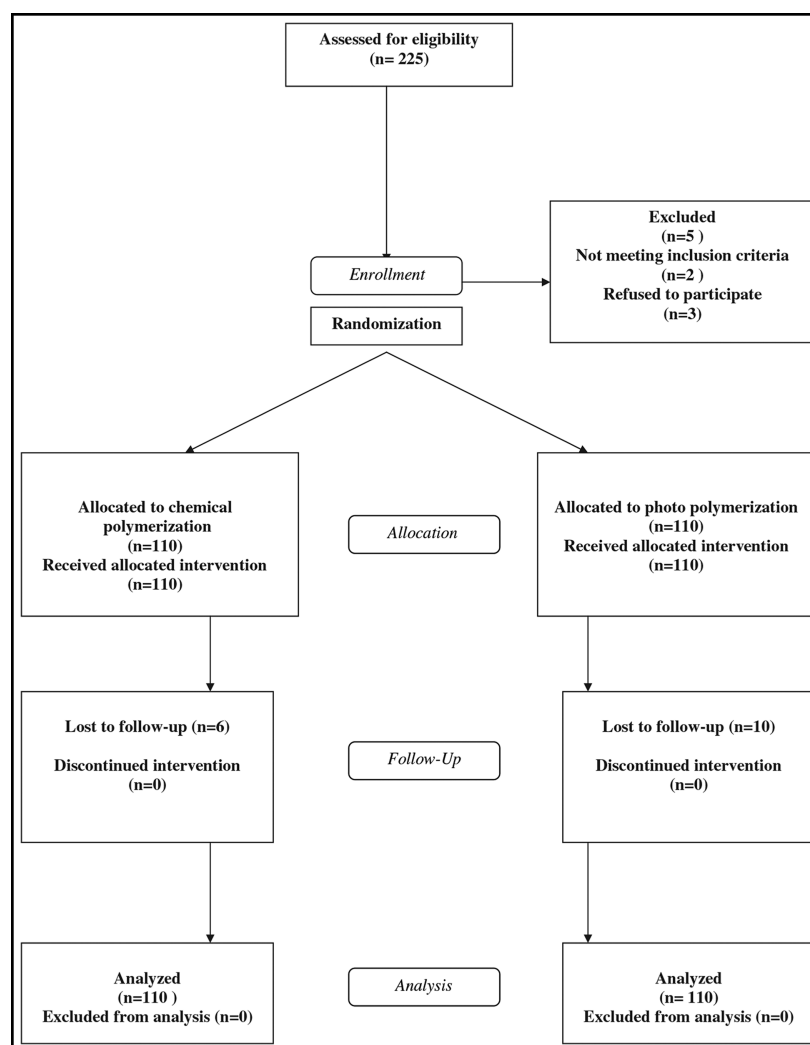 Assessed for eligibility
(n= 225)
Excluded
(n=5 )
Not meeting inclusion criteria
(n=2 )
Refused to participate
(n=3)
Enrollment
Randomization
Allocated to chemical
polymerization
(n=110)
Received allocated intervention
(n=110)
Allocation
Allocated to photo polymerization
(n=110)
Received allocated intervention
(n=110)
Lost to follow-up (n=6)
Discontinued intervention
(n=0)
Follow-Up
Lost to follow-up (n=10)
Discontinued intervention
(n=0)
Analyzed
(n=110 )
Excluded from analysis (n=0)
Analysis
Analyzed
(n= 110)
Excluded from analysis (n=0)